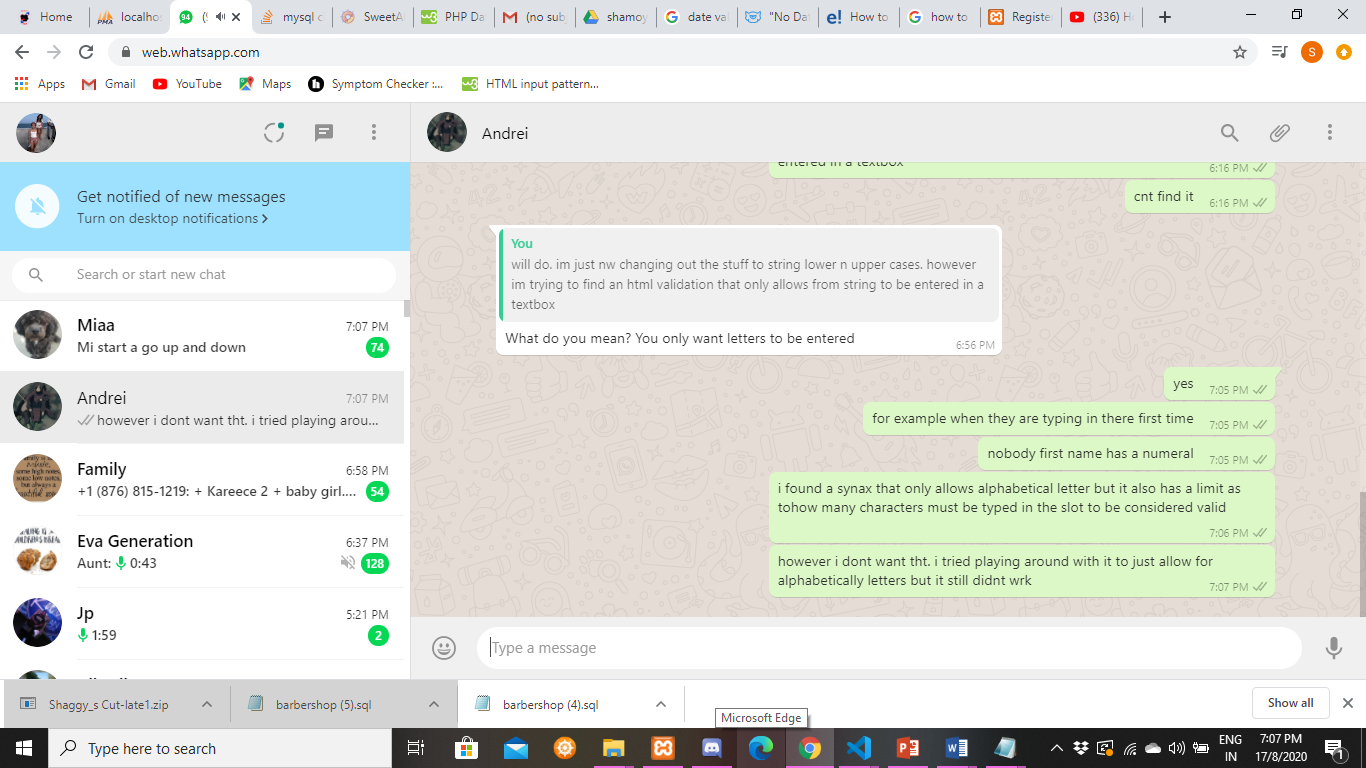 Home
localhos
(9
mysql c
SweetA
PHP Da
(no sub
shamoy
date val
"No Da
How to
how to
Registe
(336) H
web.whatsapp.com
S
Apps
Gmail
YouTube
Maps
Symptom Checker :...
HTML input pattern...
Andrei
Get notified of new messages
Turn on desktop notifications >
Search or start new chat
Miaa 7:07 PM
Mi start a go up and down 74
Andrei 7:07 PM
however i dont want tht. i tried playing arou...
Family 6:58 PM
+1 (876) 815-1219: + Kareece 2 + baby girl.... 54
Eva Generation 6:37 PM
Aunt: 0:43 128
Jp 5:21 PM
1:59 2
entered in a textbox
6:16 PM
cnt find it 6:16 PM
You
will do. im just nw changing out the stuff to string lower n upper cases. however
im trying to find an html validation that only allows from string to be entered in a
textbox
What do you mean? You only want letters to be entered
6:56 PM
yes 7:05 PM
for example when they are typing in there first time 7:05 PM
nobody first name has a numeral 7:05 PM
i found a synax that only allows alphabetical letter but it also has a limit as
tohow many characters must be typed in the slot to be considered valid
7:06 PM
however i dont want tht. i tried playing around with it to just allow for
alphabetically letters but it still didnt wrk 7:07 PM
Type a message
Shaggy_s Cut-late1.zip
barbershop (5).sql
barbershop (4).sql
Microsoft Edge
Show all
Type here to search
ENG
IN
7:07 PM
17/8/2020
1